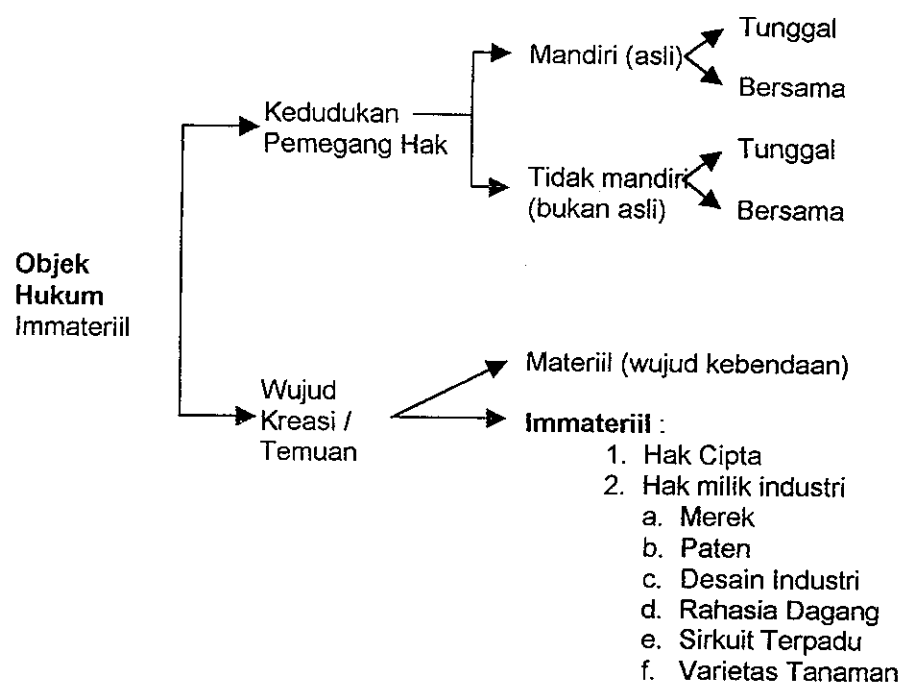 Tunggal
Mandiri (asli)
Bersama
Kedudukan
Pemegang Hak
Tunggal
Tidak mandiri
(bukan asli)
Bersama
Objek
Hukum
Immateriil
Materiil (wujud kebendaan)
Wujud
Kreasi /
Temuan
Immateriil :
1. Hak Cipta
2. Hak milik industri
a. Merek
b. Paten
c. Desain Industri
d. Rahasia Dagang
e. Sirkuit Terpadu
f. Varietas Tanaman